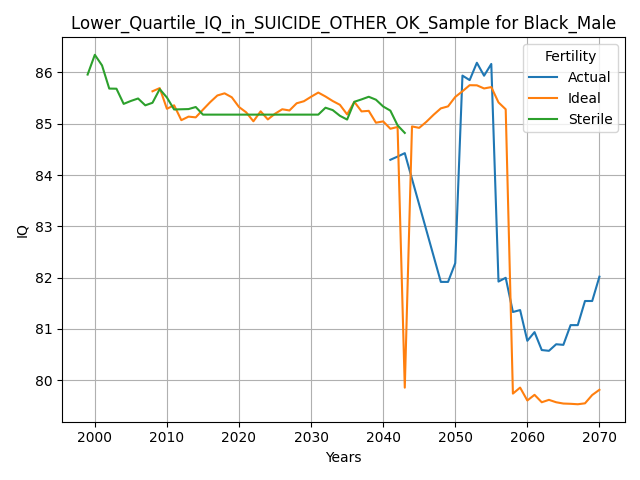 Lower_Quartile_IQ_in_SUICIDE_OTHER_OK_Sample for Black_Male
Fertility
Actual
Ideal
Sterile
IQ
86
85
84
83
82
81
80
2000 2010 2020 2030 2040 2050 2060 2070
Years